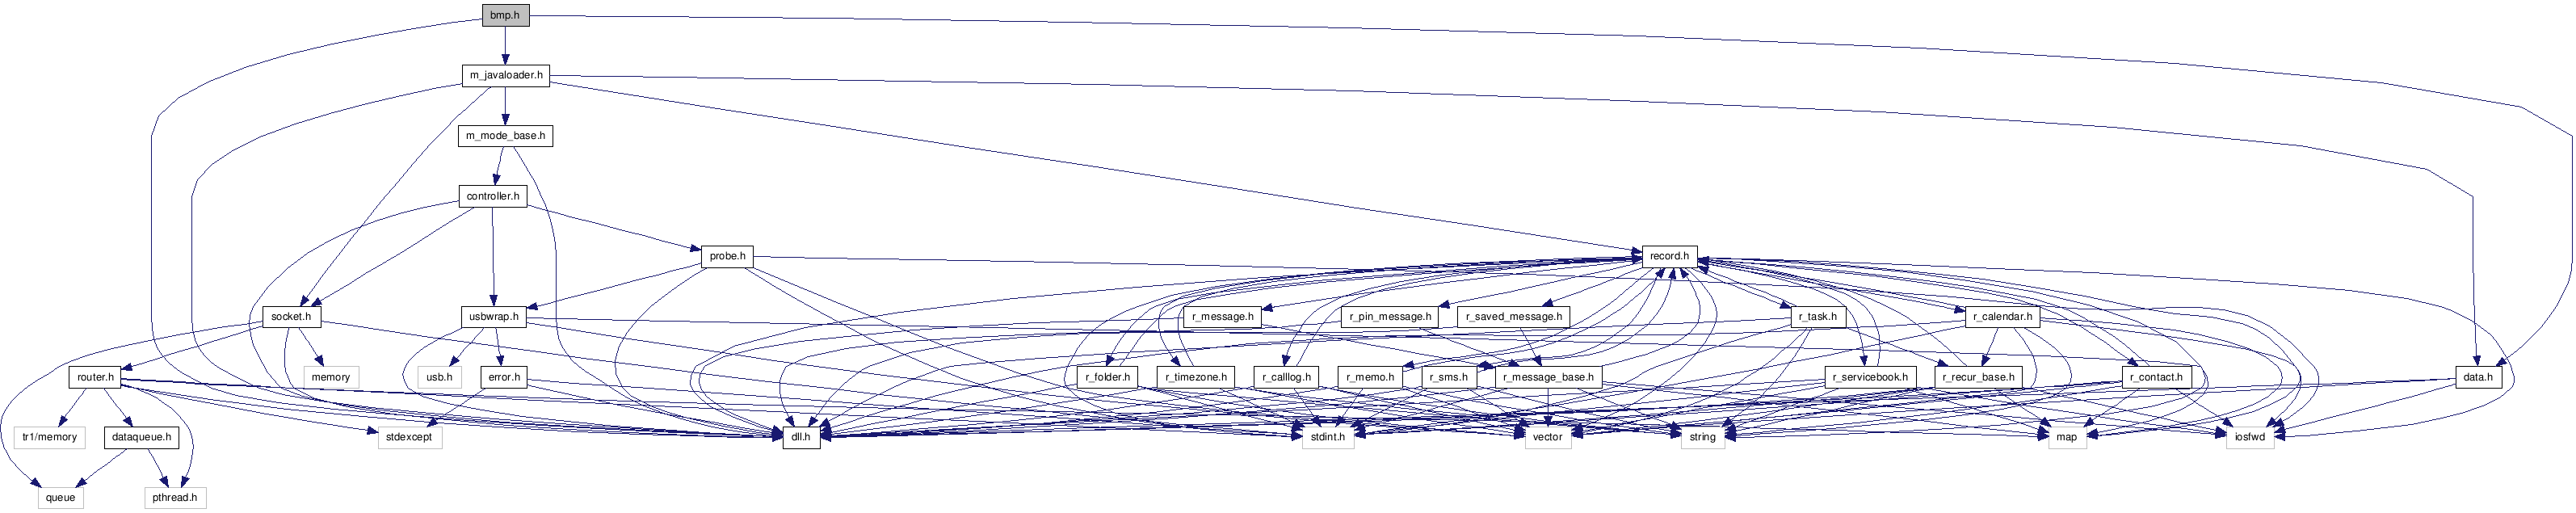 bmp.h
m_javaloader.h
m_mode_base.h
controller.h
probe.h
record.h
socket.h
usbwrap.h
r_message.h
r_pin_message.h
r_saved_message.h
r_task.h
r_calendar.h
router.h
memory
usb.h
error.h
r_folder.h
r_timezone.h
r_calllog.h
r_memo.h
r_sms.h
r_message_base.h
r_servicebook.h
r_recur_base.h
r_contact.h
data.h
tr1/memory
dataqueue.h
stdexcept
dll.h
stdint.h
vector
string
map
iosfwd
queue
pthread.h